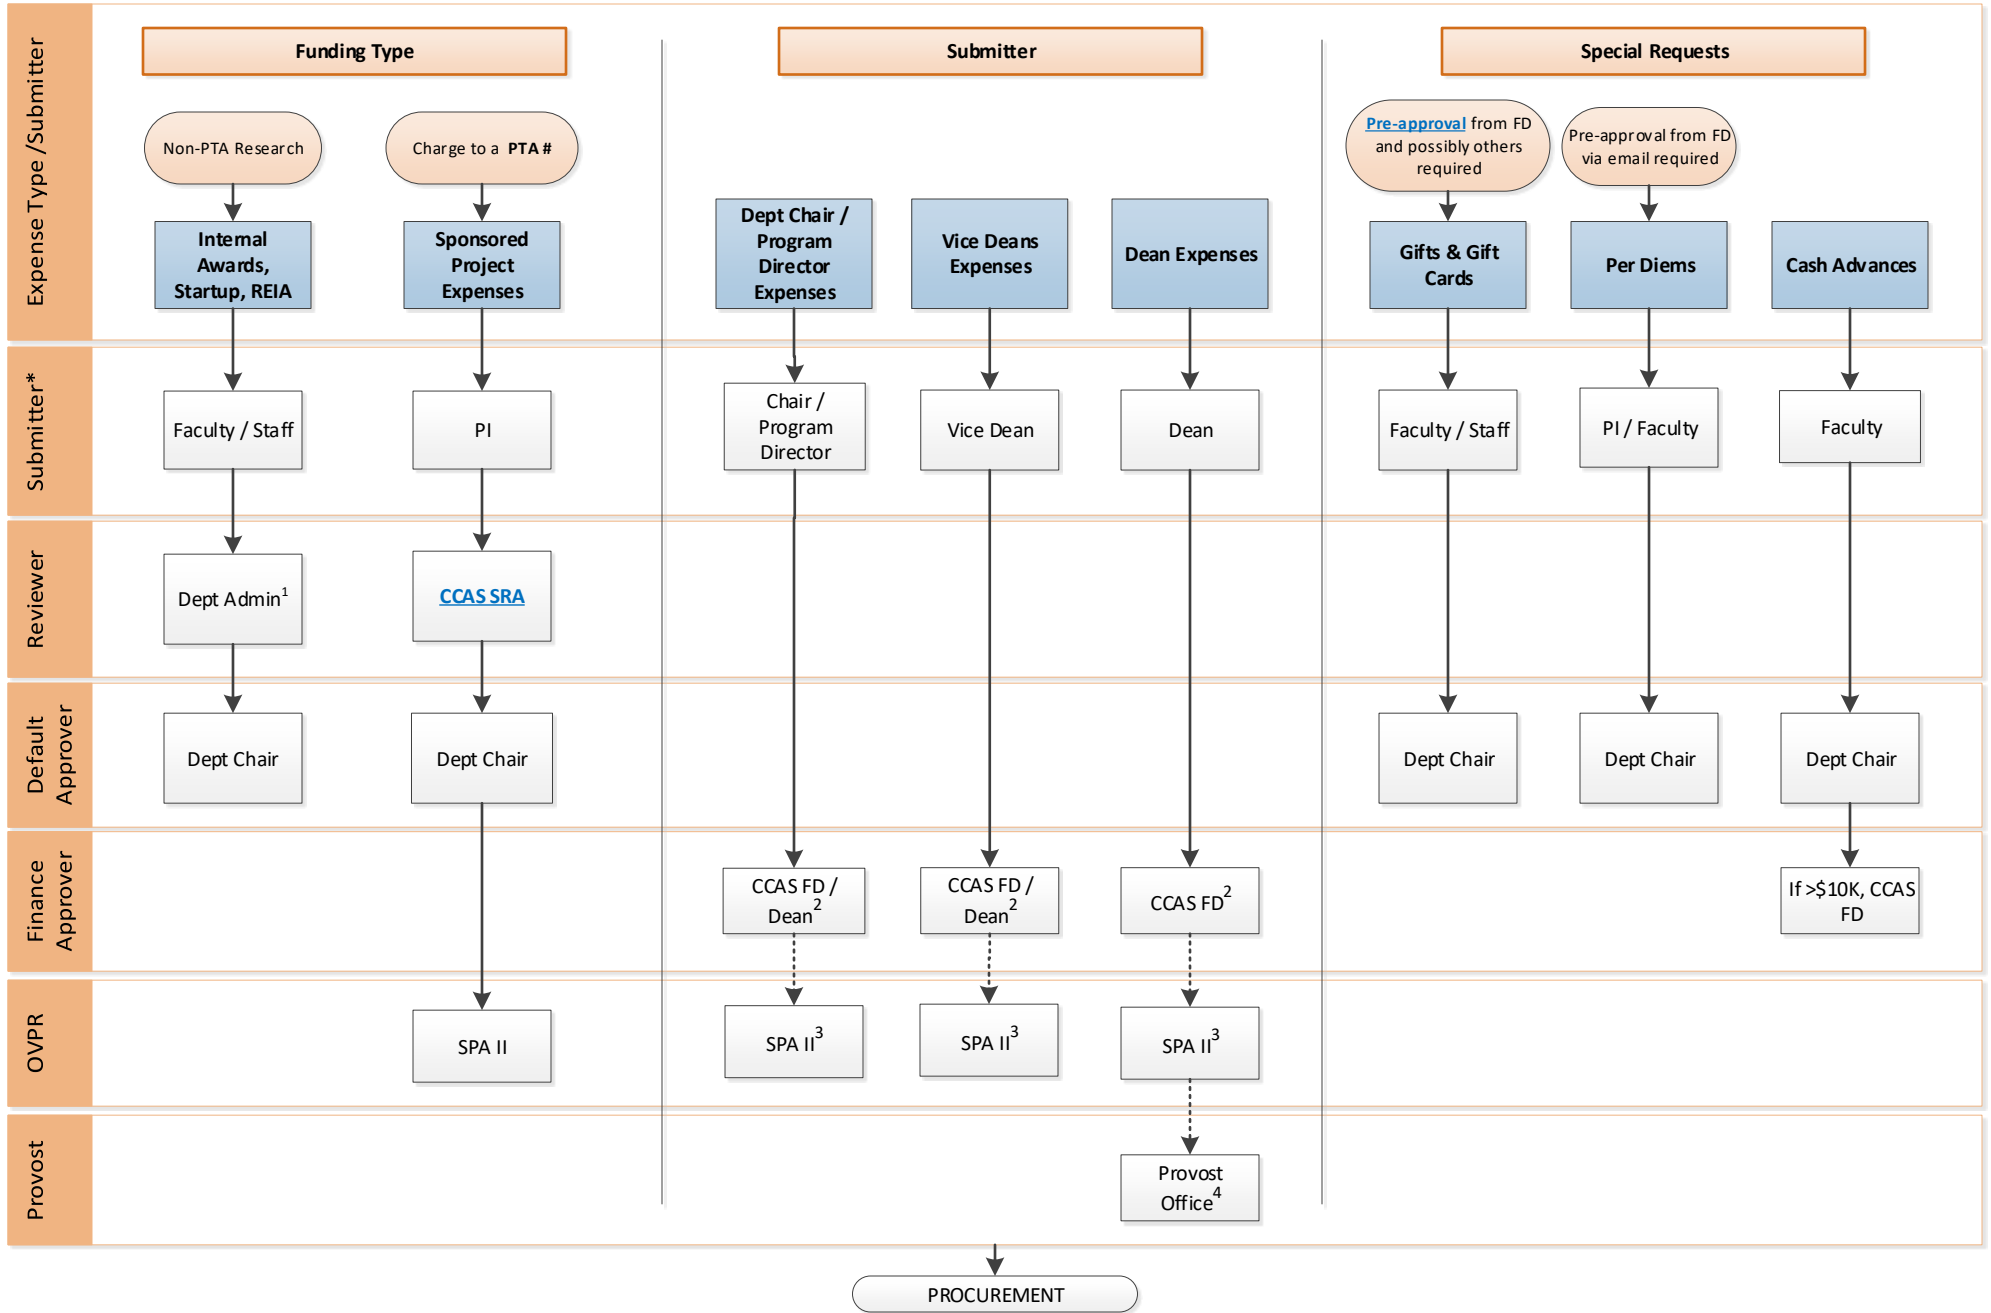 Expense Type /Submitter
Funding Type
Submitter
Special Requests
Non-PTA Research
Charge to a PTA #
Pre-approval from FD
and possibly others
required
Pre-approval from FD
via email required
Internal
Awards,
Startup, REIA
Sponsored
Project
Expenses
Dept Chair /
Program
Director
Expenses
Vice Deans
Expenses
Dean Expenses
Gifts & Gift
Cards
Per Diems
Cash Advances
Submitter*
Faculty / Staff
PI
Chair /
Program
Director
Vice Dean
Dean
Faculty / Staff
PI / Faculty
Faculty
Reviewer
Dept Admin1
CCAS SRA
Default
Approver
Dept Chair
Dept Chair
Dept Chair
Dept Chair
Dept Chair
Finance
Approver
CCAS FD /
Dean2
CCAS FD /
Dean2
CCAS FD2
If >$10K, CCAS
FD
OVPR
SPA II
SPA II3
SPA II3
SPA II3
Provost
Provost
Office4
PROCUREMENT